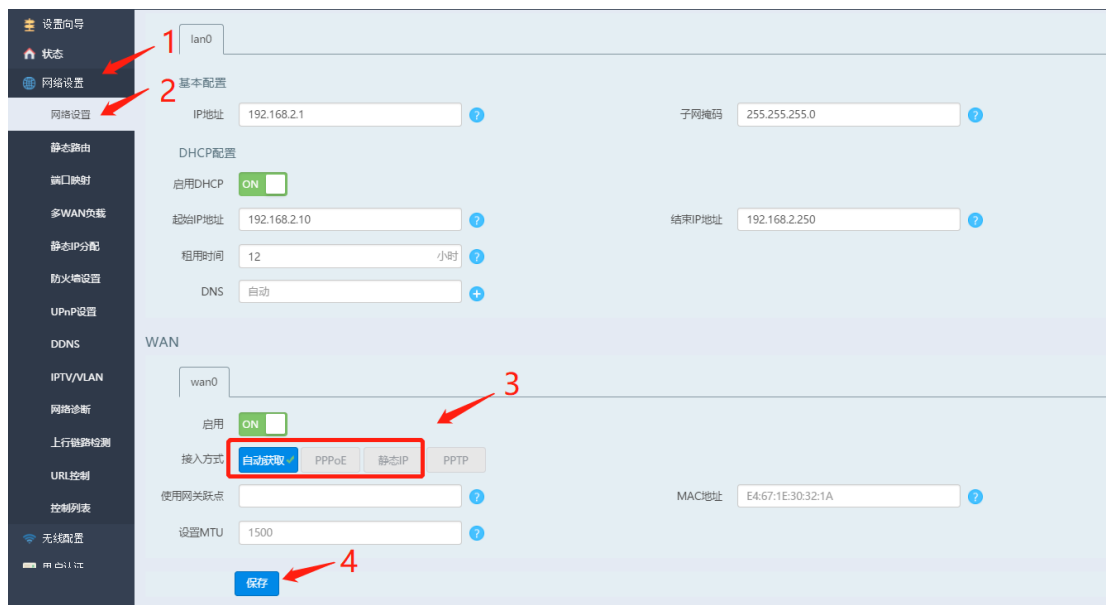 设置向导
状态
网络设置
网络设置
静态路由
端口映射
多WAN负载
静态IP分配
防火墙设置
UPnP设置
DDNS
IPTV/VLAN
网络诊断
上行链路检测
URL控制
控制列表
无线配置
用户认证
1
2
lan0
基本配置
IP地址 192.168.2.1 ? 子网掩码 255.255.255.0 ?
DHCP配置
启用DHCP ON
起始IP地址 192.168.2.10 ? 结束IP地址 192.168.2.250 ?
租用时间 12 小时 ?
DNS 自动 +
WAN
wan0
3
启用 ON
接入方式 自动获取 PPPoE 静态IP PPTP
使用网关跃点 ? MAC地址 E4:67:1E:30:32:1A ?
设置MTU 1500 ?
保存 4